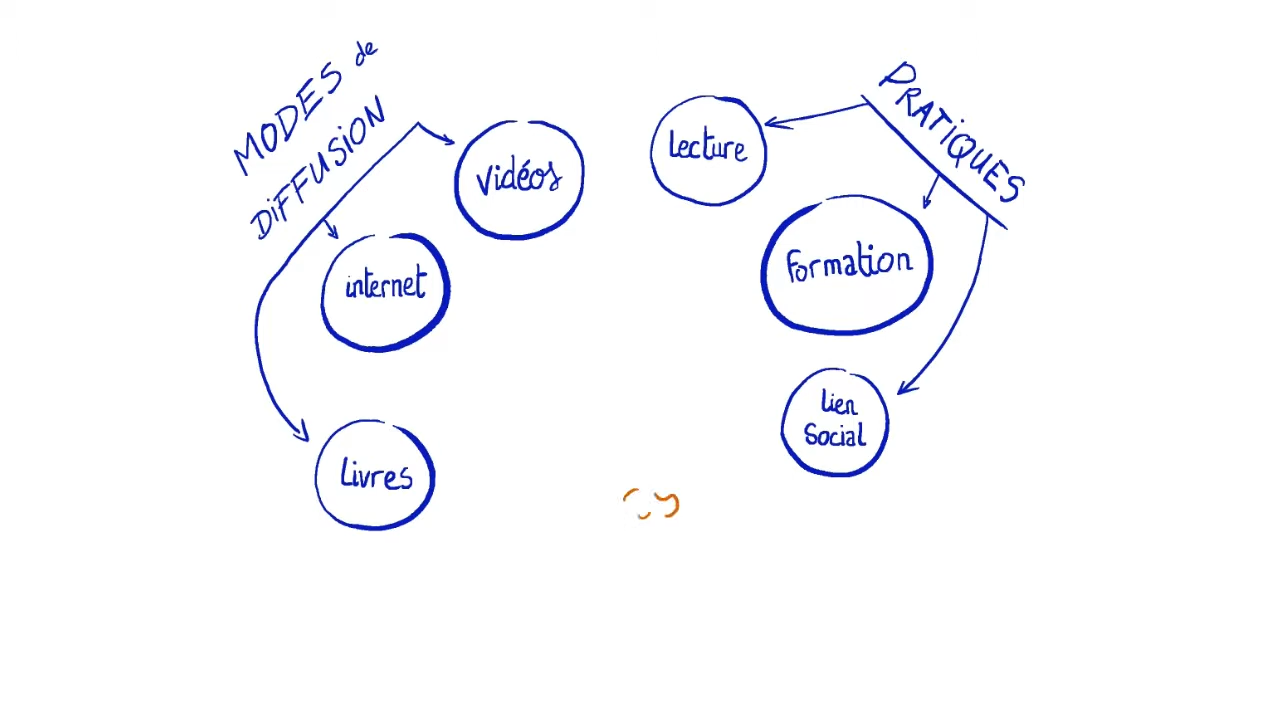 MODES de
DiFFUSiON
vidéos
internet
Livres
PRATiQUES
lecture
formation
lien
social